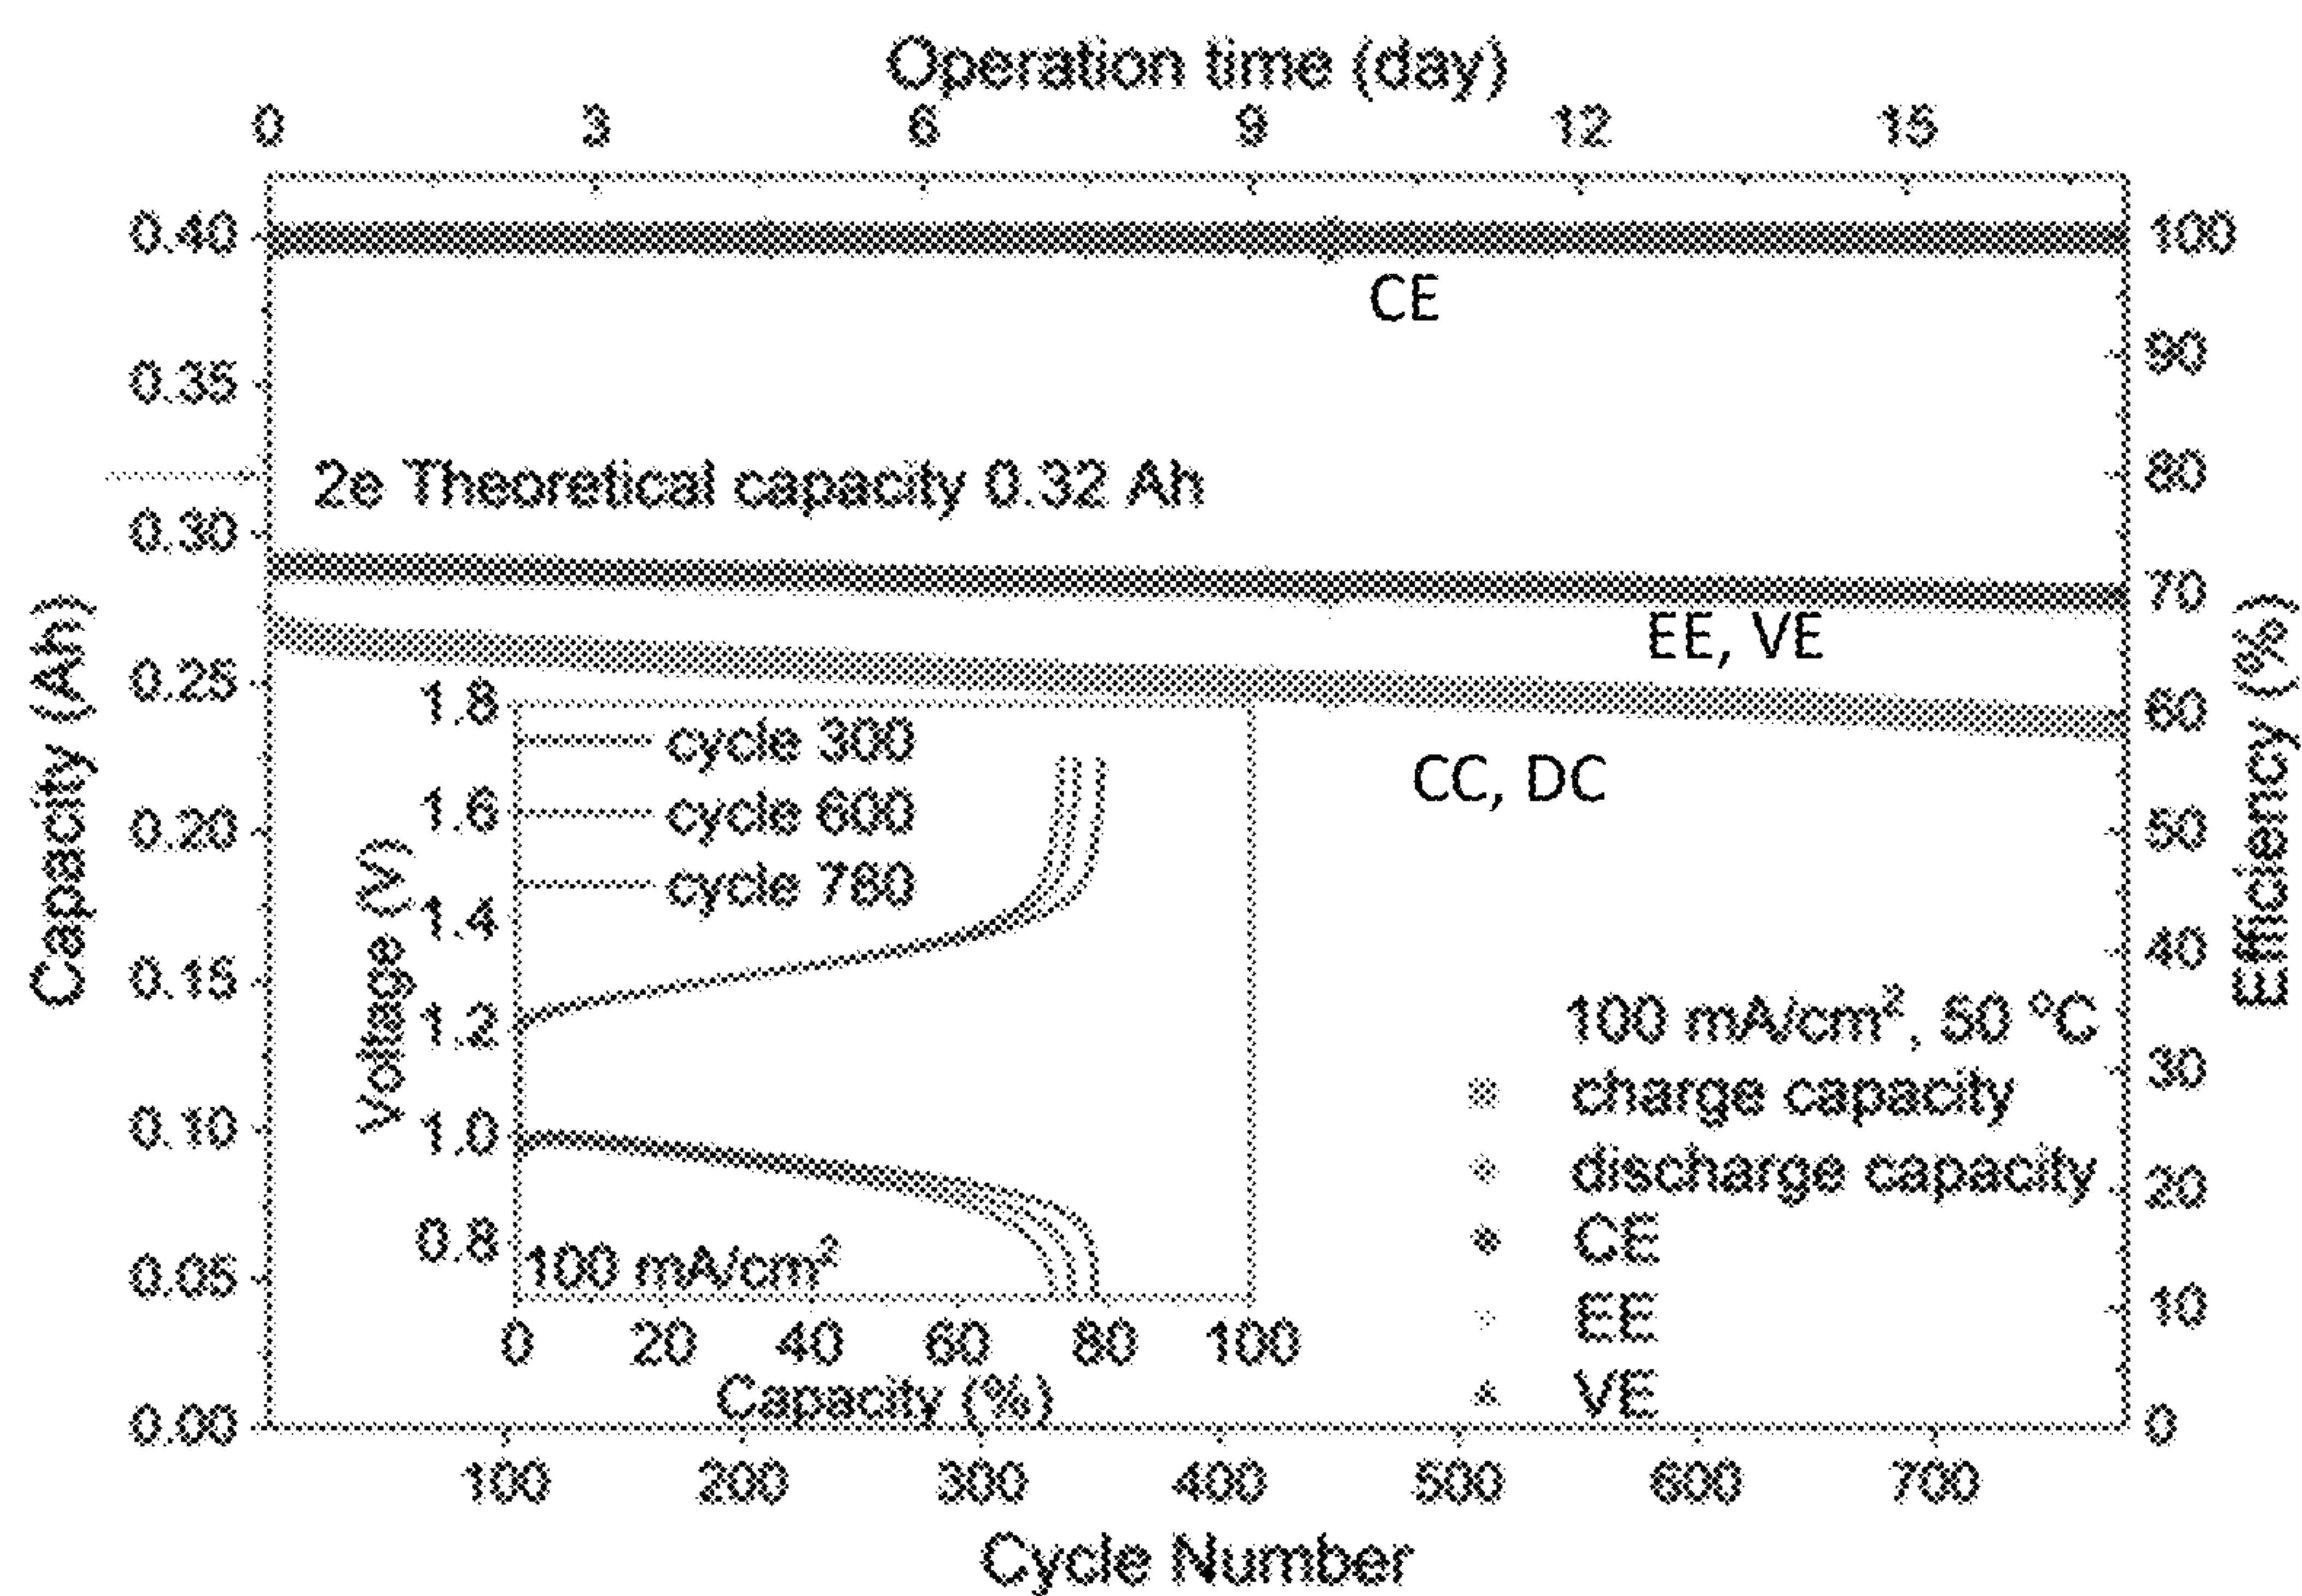 Operation time (day)
0 3 6 9 12 15
0.40 100
CE
0.35 90
2e Theoretical capacity 0.32 Ah
80
0.30
70
EE, VE
0.25
60
CC, DC
0.20
50
0.15
40
0.10
30
20
0.05
10
0.00
0
Capacity (Ah)
Efficiency (%)
1.8
cycle 300
1.6
cycle 600
cycle 760
1.4
1.2
1.0
0.8
Voltage (V)
100 mA/cm²
0 20 40 60 80 100
Capacity (%)
100 mA/cm², 50 °C
charge capacity
discharge capacity
CE
EE
VE
100 200 300 400 500 600 700
Cycle Number